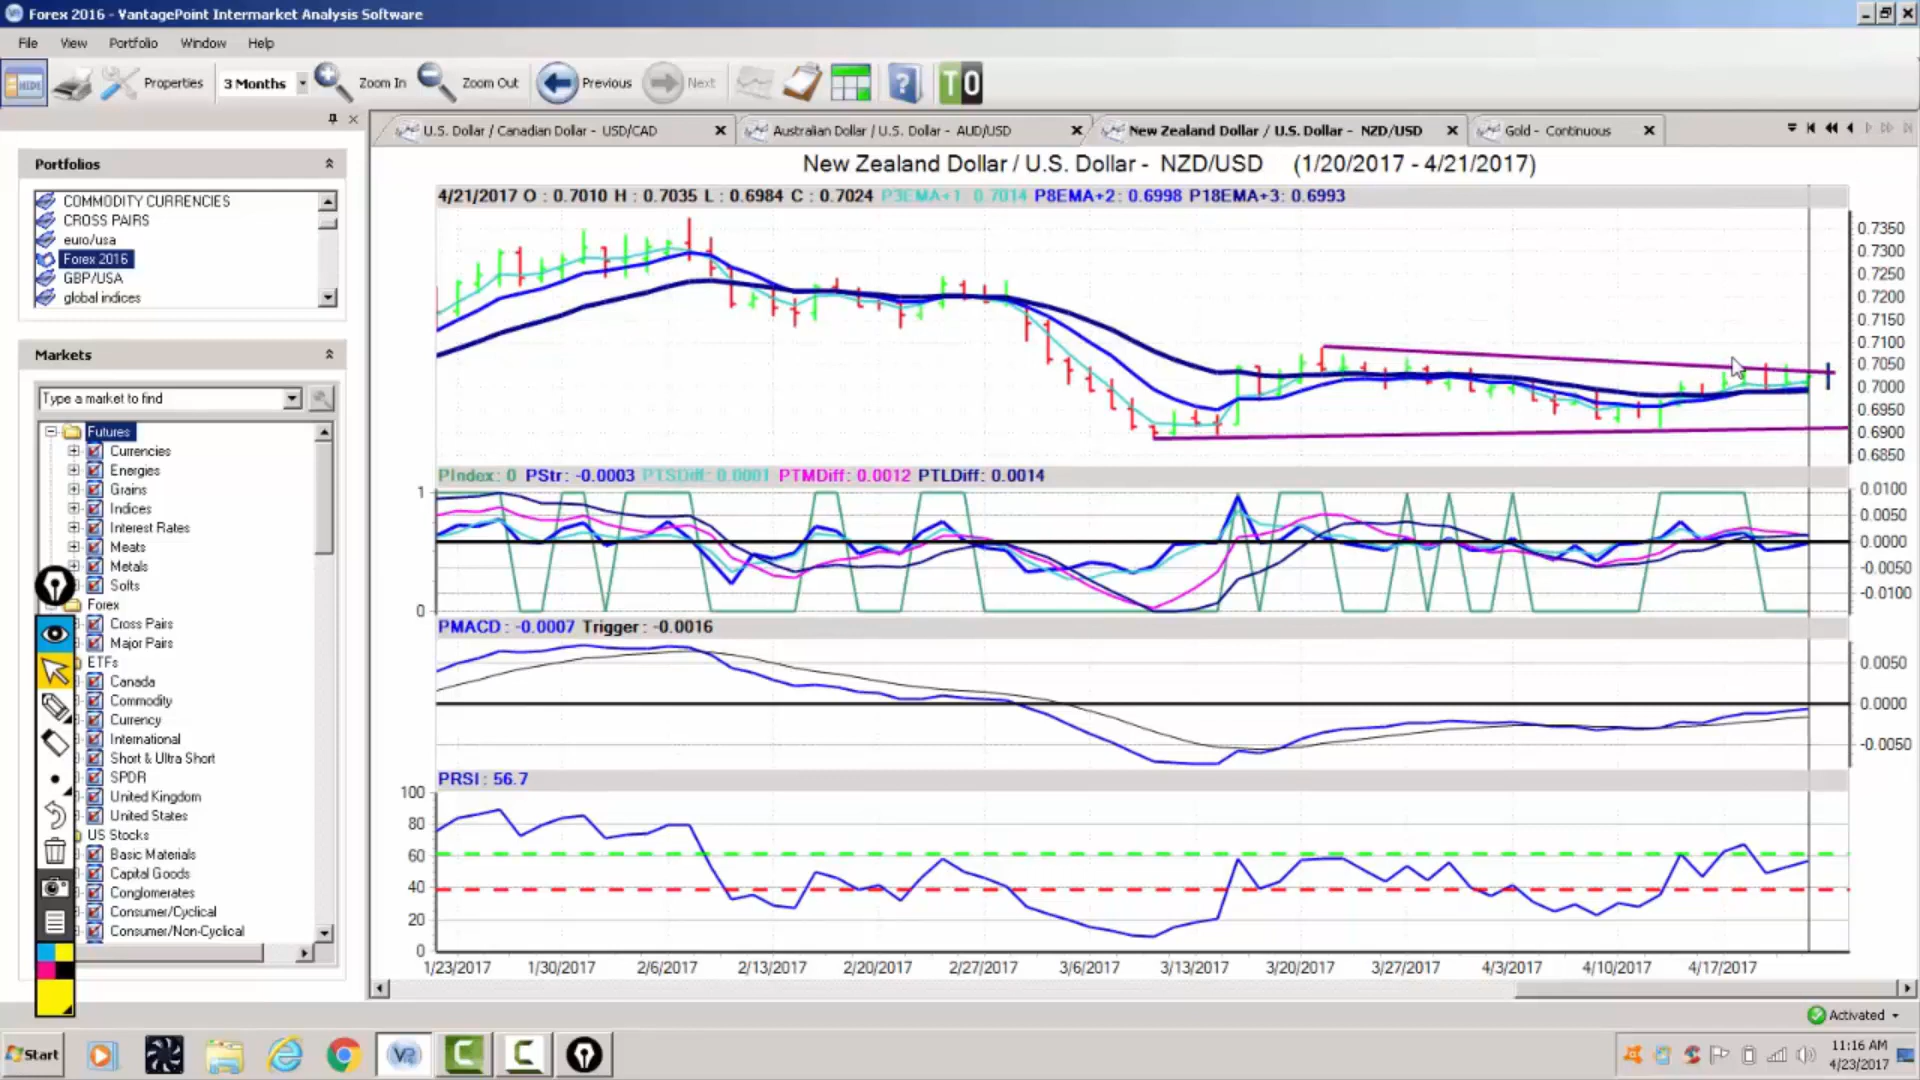 Forex 2016 - VantagePoint Intermarket Analysis Software
File View Portfolio Window Help
HIDE Properties 3 Months Zoom In Zoom Out Previous Next ? TO
U.S. Dollar / Canadian Dollar - USD/CAD
Australian Dollar / U.S. Dollar - AUD/USD
New Zealand Dollar / U.S. Dollar - NZD/USD
Gold - Continuous
Portfolios
COMMODITY CURRENCIES
CROSS PAIRS
euro/usa
Forex 2016
GBP/USA
global indices
Markets
Type a market to find
Futures
Currencies
Energies
Grains
Indices
Interest Rates
Meats
Metals
Softs
Forex
Cross Pairs
Major Pairs
ETFs
Canada
Commodity
Currency
International
Short & Ultra Short
SPDR
United Kingdom
United States
US Stocks
Basic Materials
Capital Goods
Conglomerates
Consumer/Cyclical
Consumer/Non-Cyclical
New Zealand Dollar / U.S. Dollar - NZD/USD (1/20/2017 - 4/21/2017)
4/21/2017 O : 0.7010 H : 0.7035 L : 0.6984 C : 0.7024 P3EMA+1: 0.7014 P8EMA+2: 0.6998 P18EMA+3: 0.6993
0.7350
0.7300
0.7250
0.7200
0.7150
0.7100
0.7050
0.7000
0.6950
0.6900
0.6850
PIndex: 0 PStr: -0.0003 PTSDiff: 0.0001 PTMDiff: 0.0012 PTLDiff: 0.0014
1
0
0.0100
0.0050
0.0000
-0.0050
-0.0100
PMACD : -0.0007 Trigger : -0.0016
0.0050
0.0000
-0.0050
PRSI : 56.7
100
80
60
40
20
0
1/23/2017 1/30/2017 2/6/2017 2/13/2017 2/20/2017 2/27/2017 3/6/2017 3/13/2017 3/20/2017 3/27/2017 4/3/2017 4/10/2017 4/17/2017
Activated
Start
11:16 AM
4/23/2017